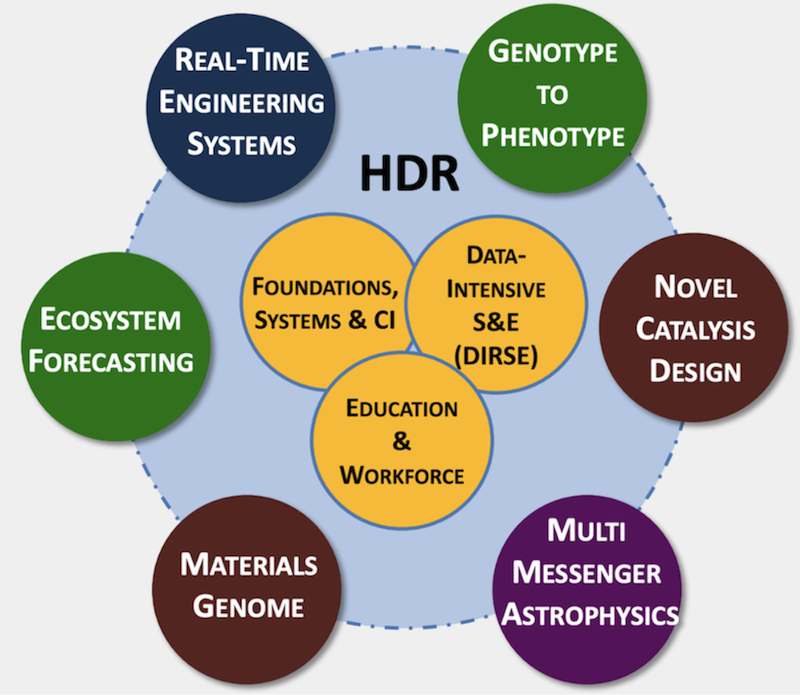 REAL-TIME
ENGINEERING
SYSTEMS
GENOTYPE
TO
PHENOTYPE
HDR
FOUNDATIONS,
SYSTEMS & CI
DATA-
INTENSIVE
S&E
(DIRSE)
EDUCATION
&
WORKFORCE
ECOSYSTEM
FORECASTING
NOVEL
CATALYSIS
DESIGN
MATERIALS
GENOME
MULTI
MESSENGER
ASTROPHYSICS